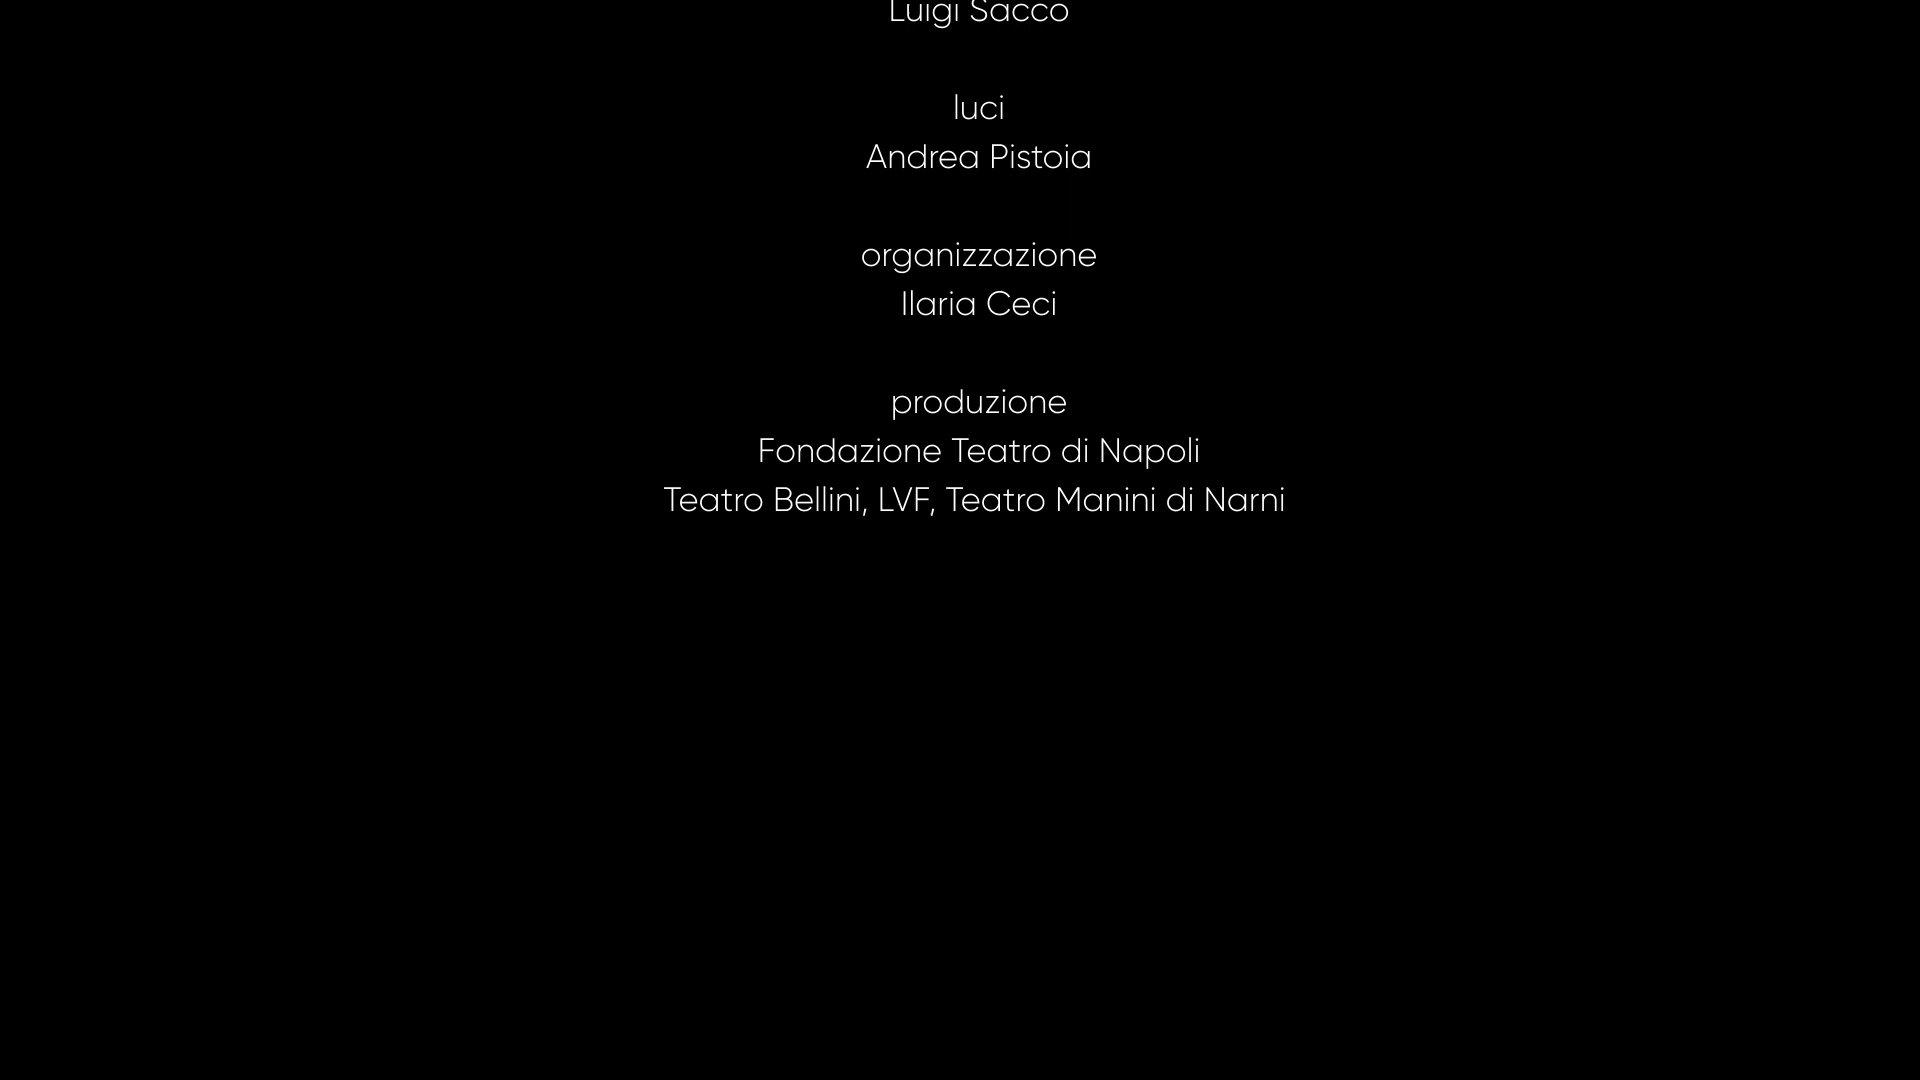 Luigi Sacco
luci
Andrea Pistoia
organizzazione
Ilaria Ceci
produzione
Fondazione Teatro di Napoli
Teatro Bellini, LVF, Teatro Manini di Narni